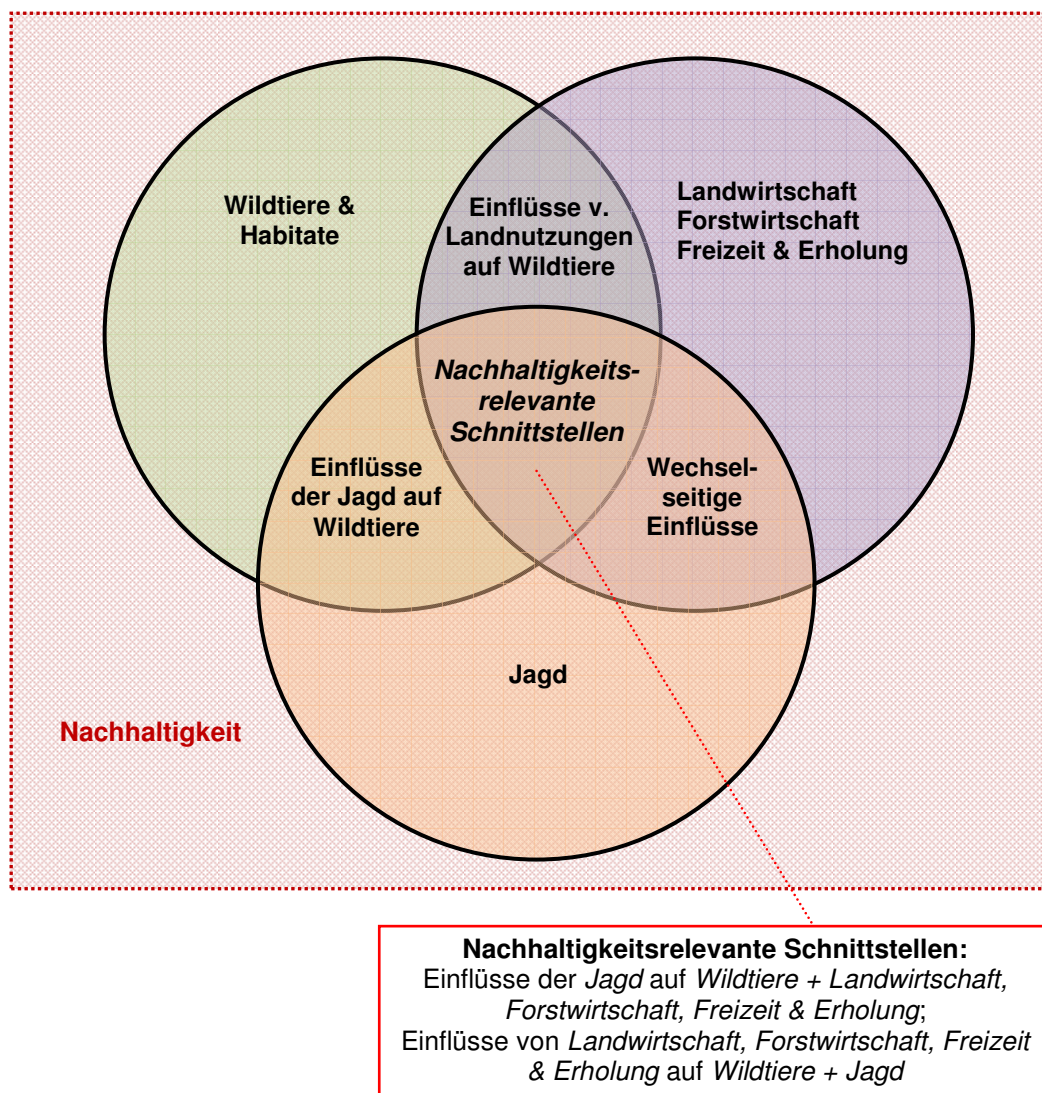 Wildtiere &
Habitate
Einflüsse v.
Landnutzungen
auf Wildtiere
Landwirtschaft
Forstwirtschaft
Freizeit & Erholung
Nachhaltigkeits-
relevante
Schnittstellen
Einflüsse
der Jagd auf
Wildtiere
Wechsel-
seitige
Einflüsse
Jagd
Nachhaltigkeit
Nachhaltigkeitsrelevante Schnittstellen:
Einflüsse der Jagd auf Wildtiere + Landwirtschaft,
Forstwirtschaft, Freizeit & Erholung;
Einflüsse von Landwirtschaft, Forstwirtschaft, Freizeit
& Erholung auf Wildtiere + Jagd